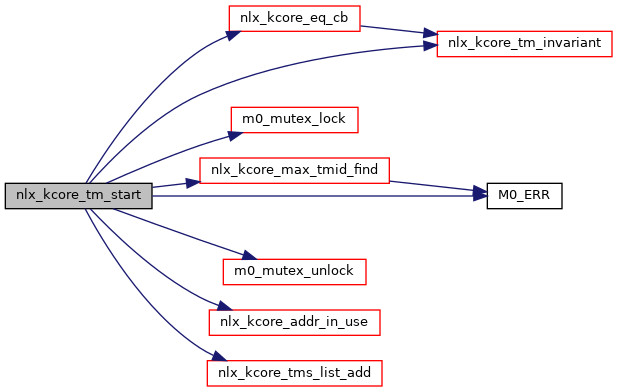 nlx_kcore_eq_cb
nlx_kcore_tm_invariant
m0_mutex_lock
nlx_kcore_max_tmid_find
nlx_kcore_tm_start
M0_ERR
m0_mutex_unlock
nlx_kcore_addr_in_use
nlx_kcore_tms_list_add